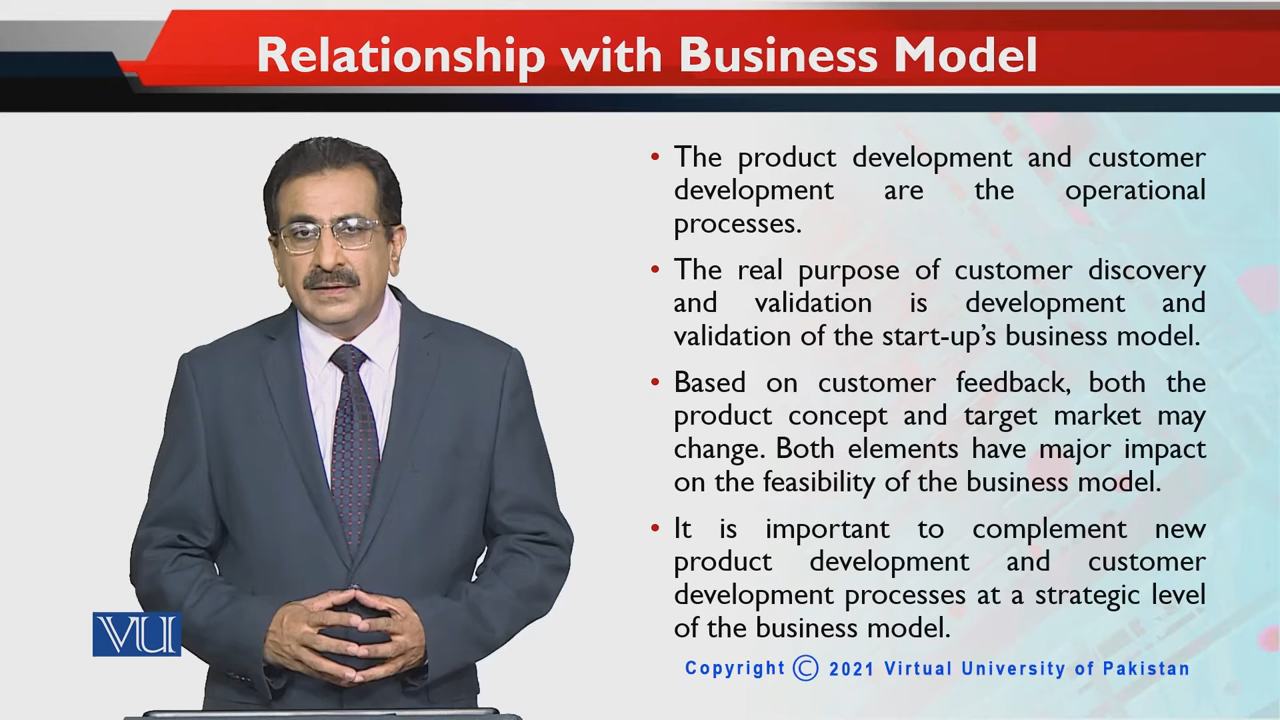 Relationship with Business Model
• The product development and customer
development are the operational
processes.
• The real purpose of customer discovery
and validation is development and
validation of the start-up’s business model.
• Based on customer feedback, both the
product concept and target market may
change. Both elements have major impact
on the feasibility of the business model.
• It is important to complement new
product development and customer
development processes at a strategic level
of the business model.
VU
Copyright © 2021 Virtual University of Pakistan